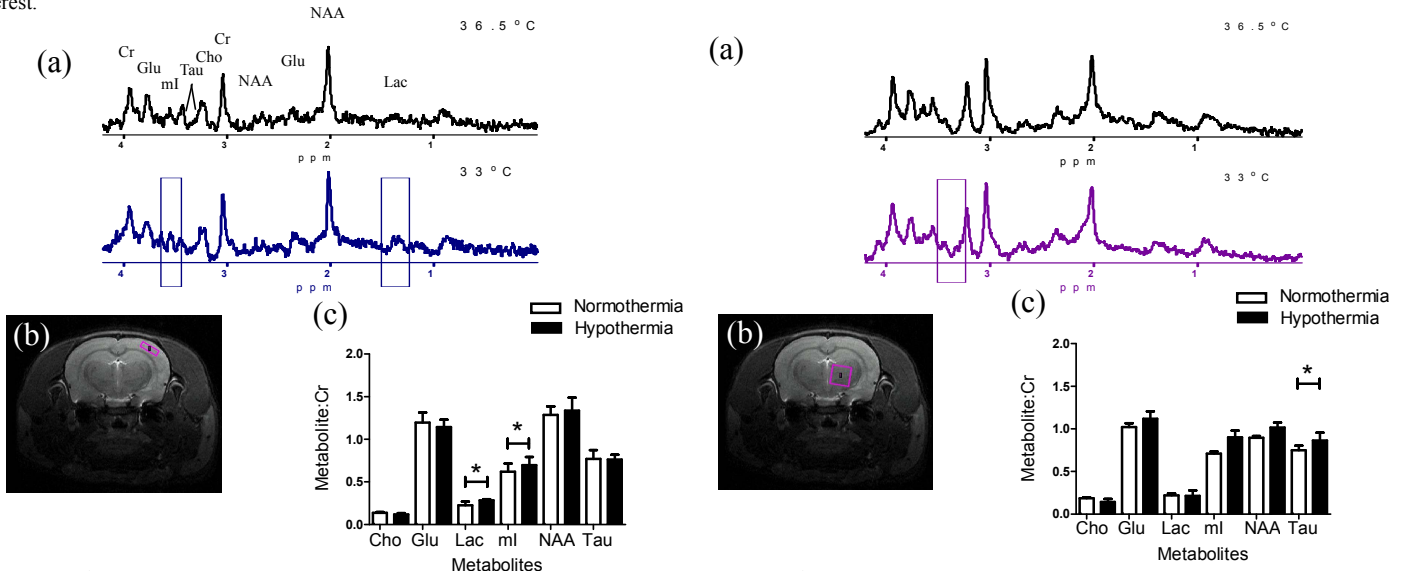 erest.
(a)
36.5 °C
Cr
Glu
mI
Tau
Cho
Cr
NAA
Glu
NAA
Lac
4 3 2 1
ppm
33 °C
4 3 2 1
ppm
(b)
(c)
Normothermia
Hypothermia
Metabolite:Cr
2.0
1.5
1.0
0.5
0.0
*
*
Cho Glu Lac mI NAA Tau
Metabolites
(a)
36.5 °C
4 3 2 1
ppm
33 °C
4 3 2 1
ppm
(b)
(c)
Normothermia
Hypothermia
Metabolite:Cr
2.0
1.5
1.0
0.5
0.0
*
Cho Glu Lac mI NAA Tau
Metabolites